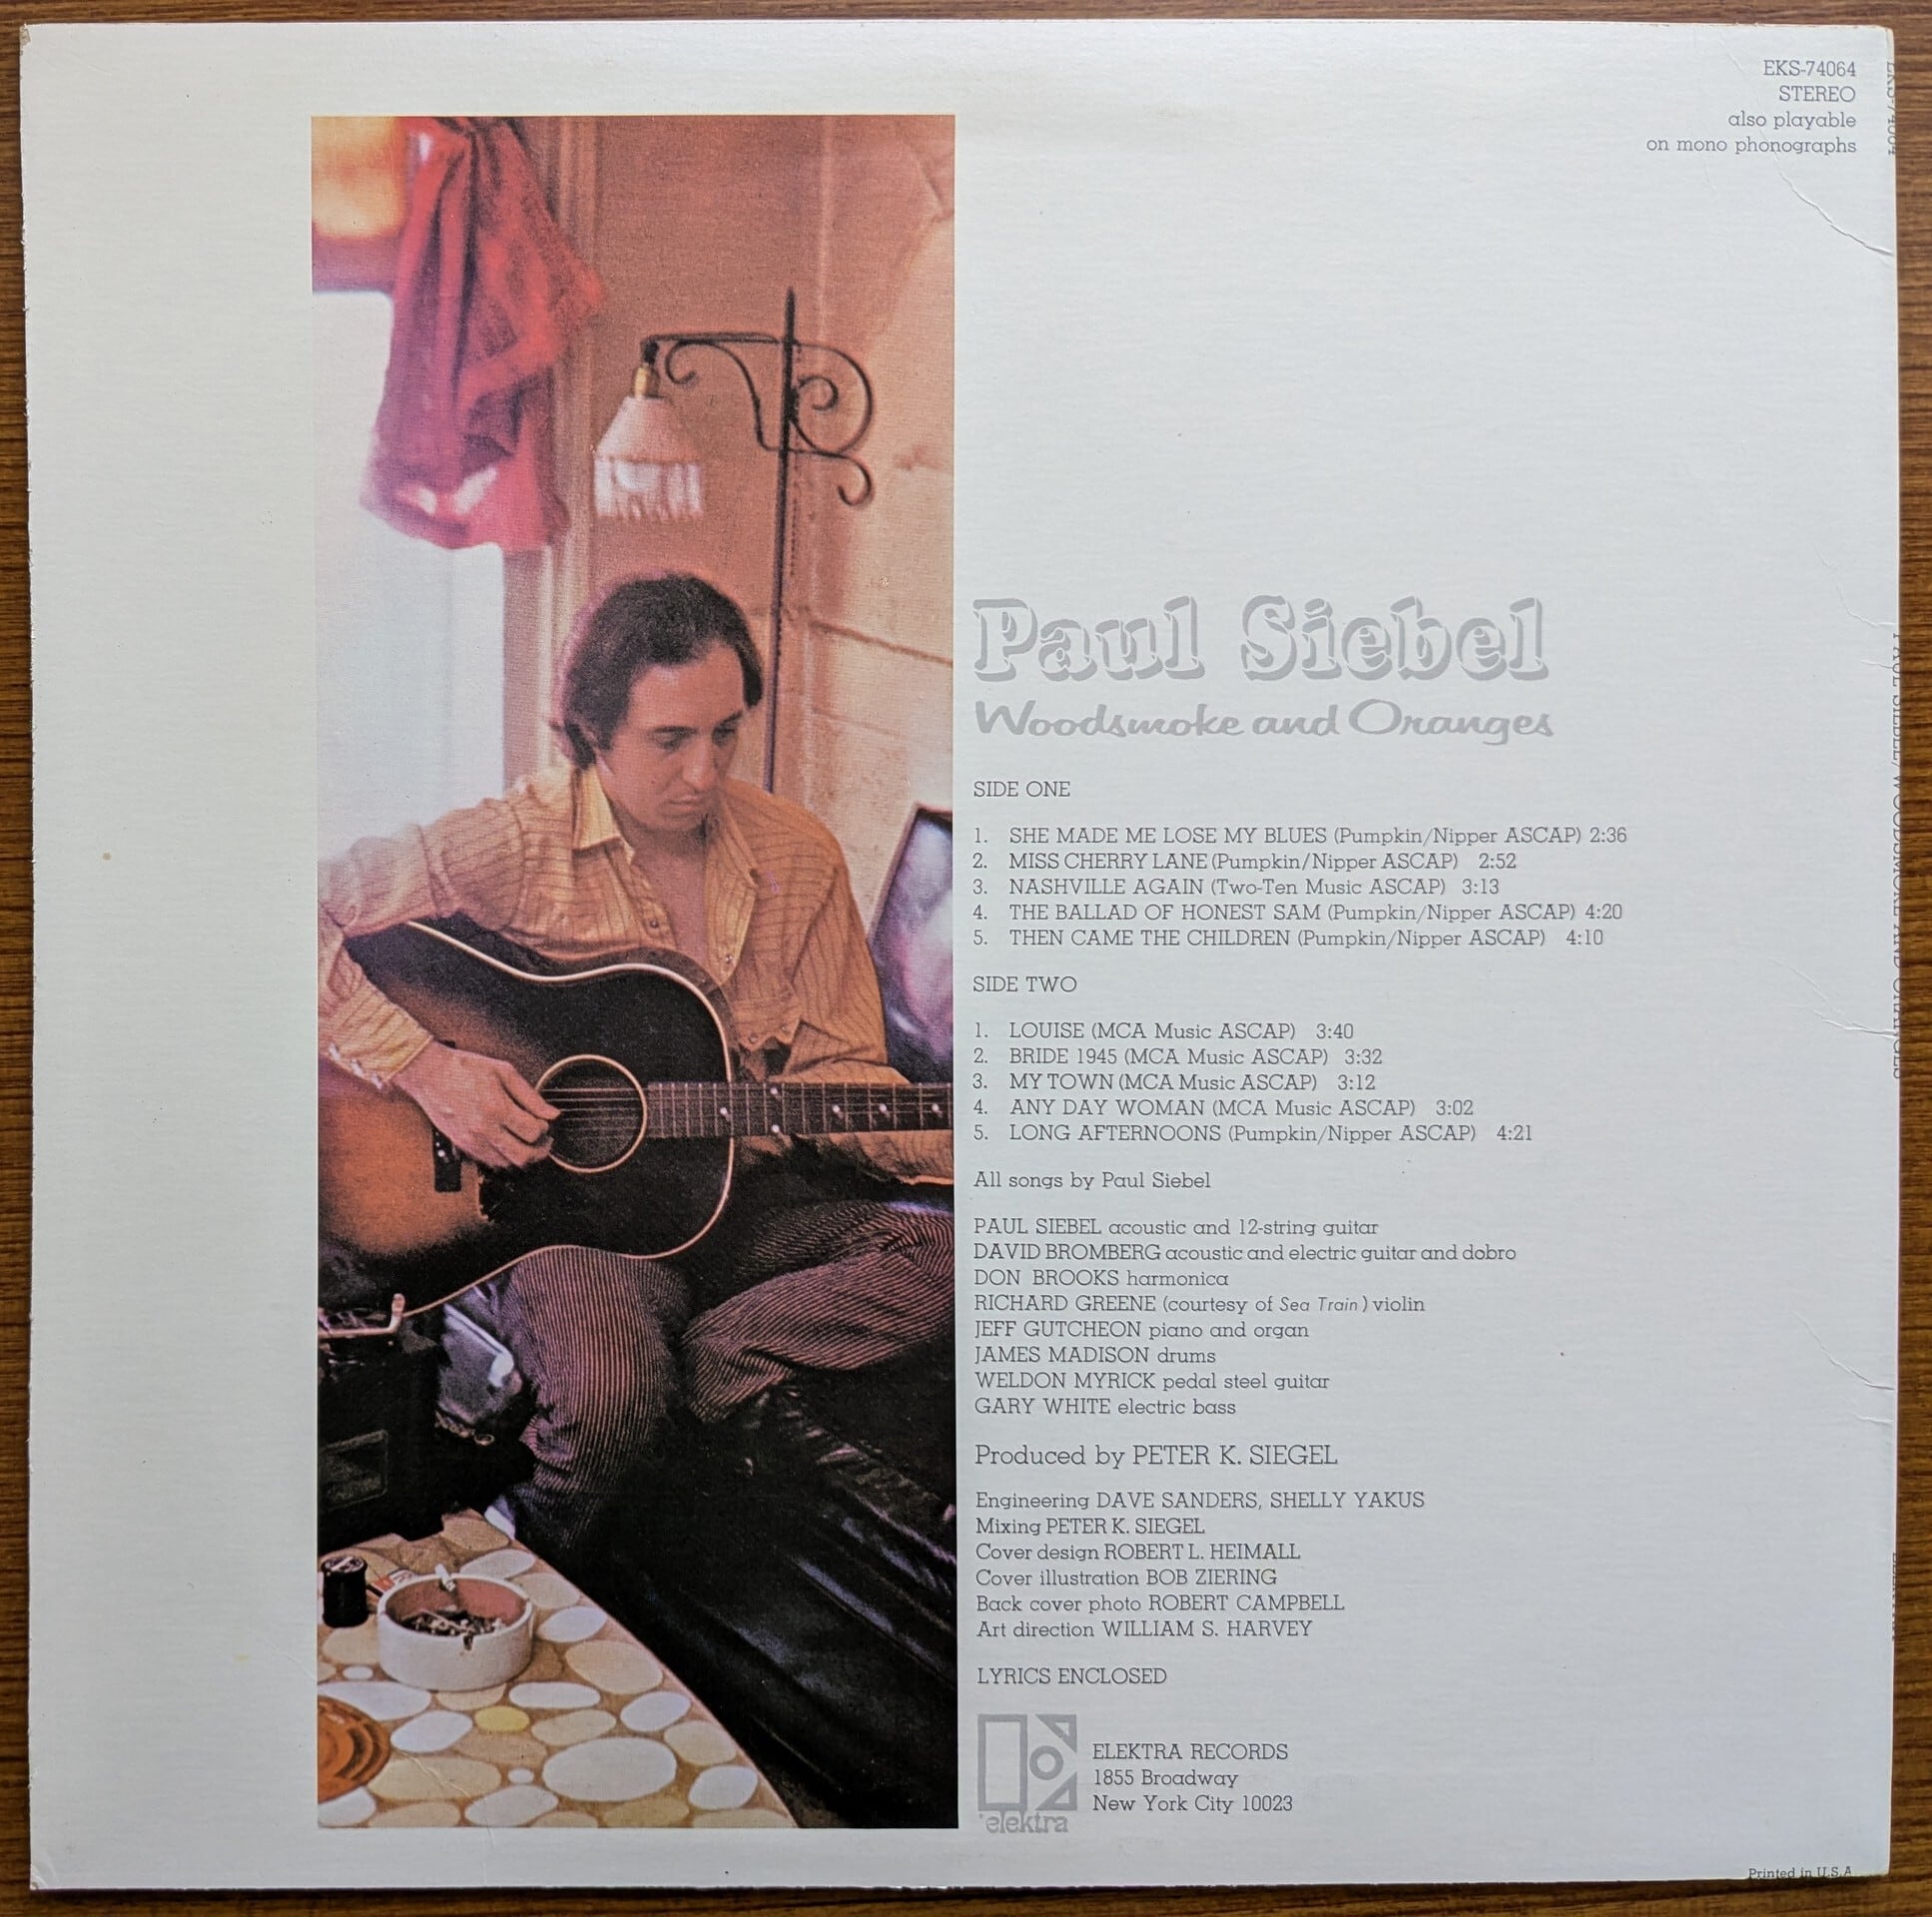 EKS-74064
STEREO
also playable
on mono phonographs
EKS-74064
Paul Siebel
Woodsmoke and Oranges
SIDE ONE
1. SHE MADE ME LOSE MY BLUES (Pumpkin/Nipper ASCAP) 2:36
2. MISS CHERRY LANE (Pumpkin/Nipper ASCAP) 2:52
3. NASHVILLE AGAIN (Two-Ten Music ASCAP) 3:13
4. THE BALLAD OF HONEST SAM (Pumpkin/Nipper ASCAP) 4:20
5. THEN CAME THE CHILDREN (Pumpkin/Nipper ASCAP) 4:10
SIDE TWO
1. LOUISE (MCA Music ASCAP) 3:40
2. BRIDE 1945 (MCA Music ASCAP) 3:32
3. MY TOWN (MCA Music ASCAP) 3:12
4. ANY DAY WOMAN (MCA Music ASCAP) 3:02
5. LONG AFTERNOONS (Pumpkin/Nipper ASCAP) 4:21
All songs by Paul Siebel
PAUL SIEBEL acoustic and 12-string guitar
DAVID BROMBERG acoustic and electric guitar and dobro
DON BROOKS harmonica
RICHARD GREENE (courtesy of Sea Train) violin
JEFF GUTCHEON piano and organ
JAMES MADISON drums
WELDON MYRICK pedal steel guitar
GARY WHITE electric bass
Produced by PETER K. SIEGEL
Engineering DAVE SANDERS, SHELLY YAKUS
Mixing PETER K. SIEGEL
Cover design ROBERT L. HEIMALL
Cover illustration BOB ZIERING
Back cover photo ROBERT CAMPBELL
Art direction WILLIAM S. HARVEY
LYRICS ENCLOSED
elektra
ELEKTRA RECORDS
1855 Broadway
New York City 10023
PAUL SIEBEL/WOODSMOKE AND ORANGES
Printed in U.S.A.